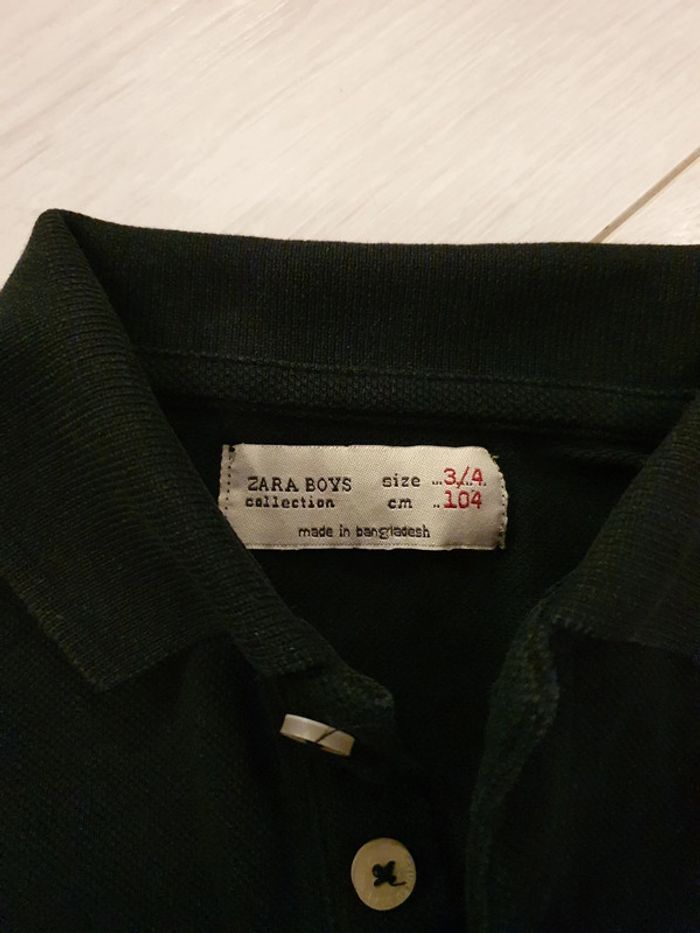 ZARA BOYS size ...3/4.
collection cm ..104
made in bangladesh